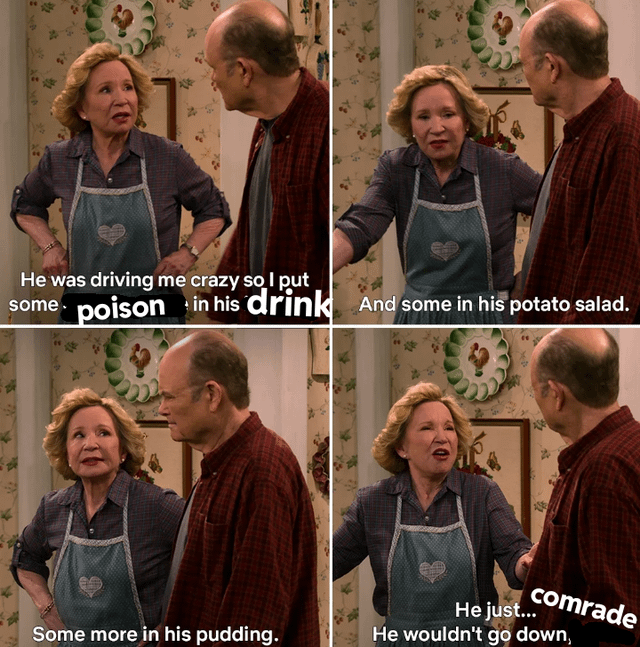 He was driving me crazy so I put
some poison in his drink
And some in his potato salad.
Some more in his pudding.
He just... comrade
He wouldn't go down,